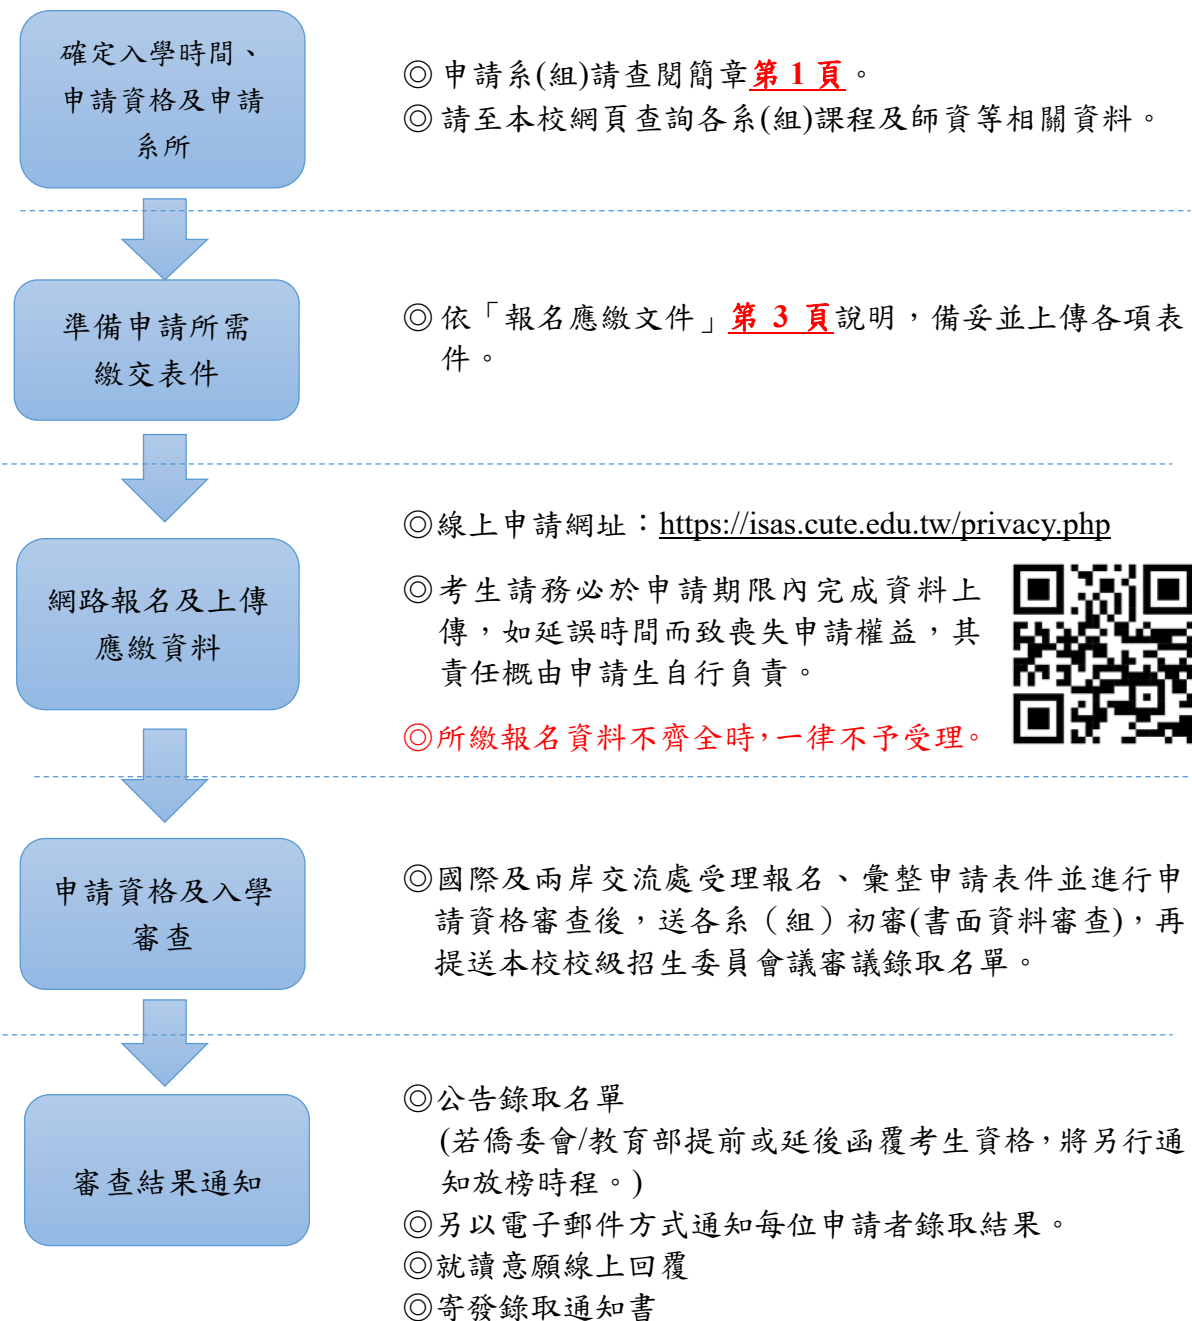 確定入學時間、
申請資格及申請
系所
◎申請系(組)請查閱簡章第 1 頁。
◎請至本校網頁查詢各系(組)課程及師資等相關資料。
準備申請所需
繳交表件
◎依「報名應繳文件」第 3 頁說明，備妥並上傳各項表
件。
網路報名及上傳
應繳資料
◎線上申請網址：https://isas.cute.edu.tw/privacy.php
◎考生請務必於申請期限內完成資料上
傳，如延誤時間而致喪失申請權益，其
責任概由申請生自行負責。
◎所繳報名資料不齊全時，一律不予受理。
申請資格及入學
審查
◎國際及兩岸交流處受理報名、彙整申請表件並進行申
請資格審查後，送各系（組）初審(書面資料審查)，再
提送本校校級招生委員會議審議錄取名單。
審查結果通知
◎公告錄取名單
(若僑委會/教育部提前或延後函覆考生資格，將另行通
知放榜時程。)
◎另以電子郵件方式通知每位申請者錄取結果。
◎就讀意願線上回覆
◎寄發錄取通知書